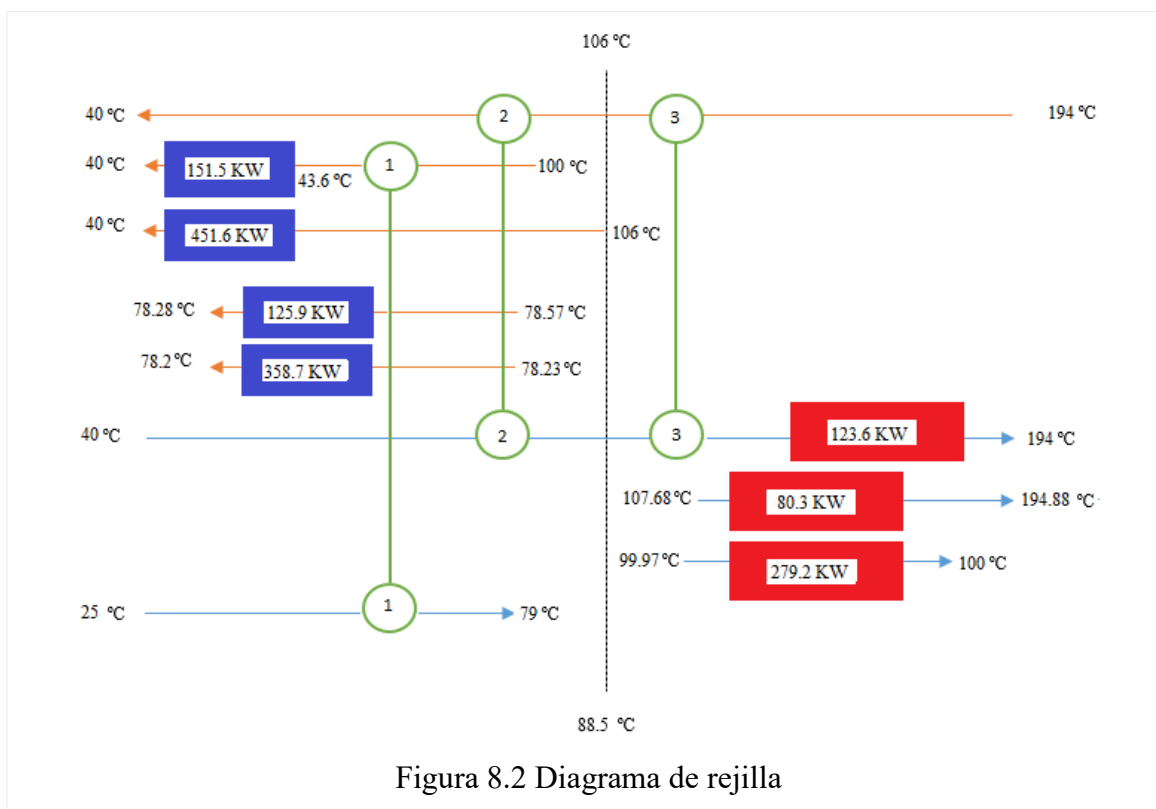 106 ºC
40 ºC 2 3 194 ºC
40 ºC 151.5 KW 43.6 ºC 1 100 ºC
40 ºC 451.6 KW 106 ºC
78.28 ºC 125.9 KW 78.57 ºC
78.2 ºC 358.7 KW 78.23 ºC
40 ºC 2 3 123.6 KW 194 ºC
107.68 ºC 80.3 KW 194.88 ºC
99.97 ºC 279.2 KW 100 ºC
25 ºC 1 79 ºC
88.5 ºC
Figura 8.2 Diagrama de rejilla